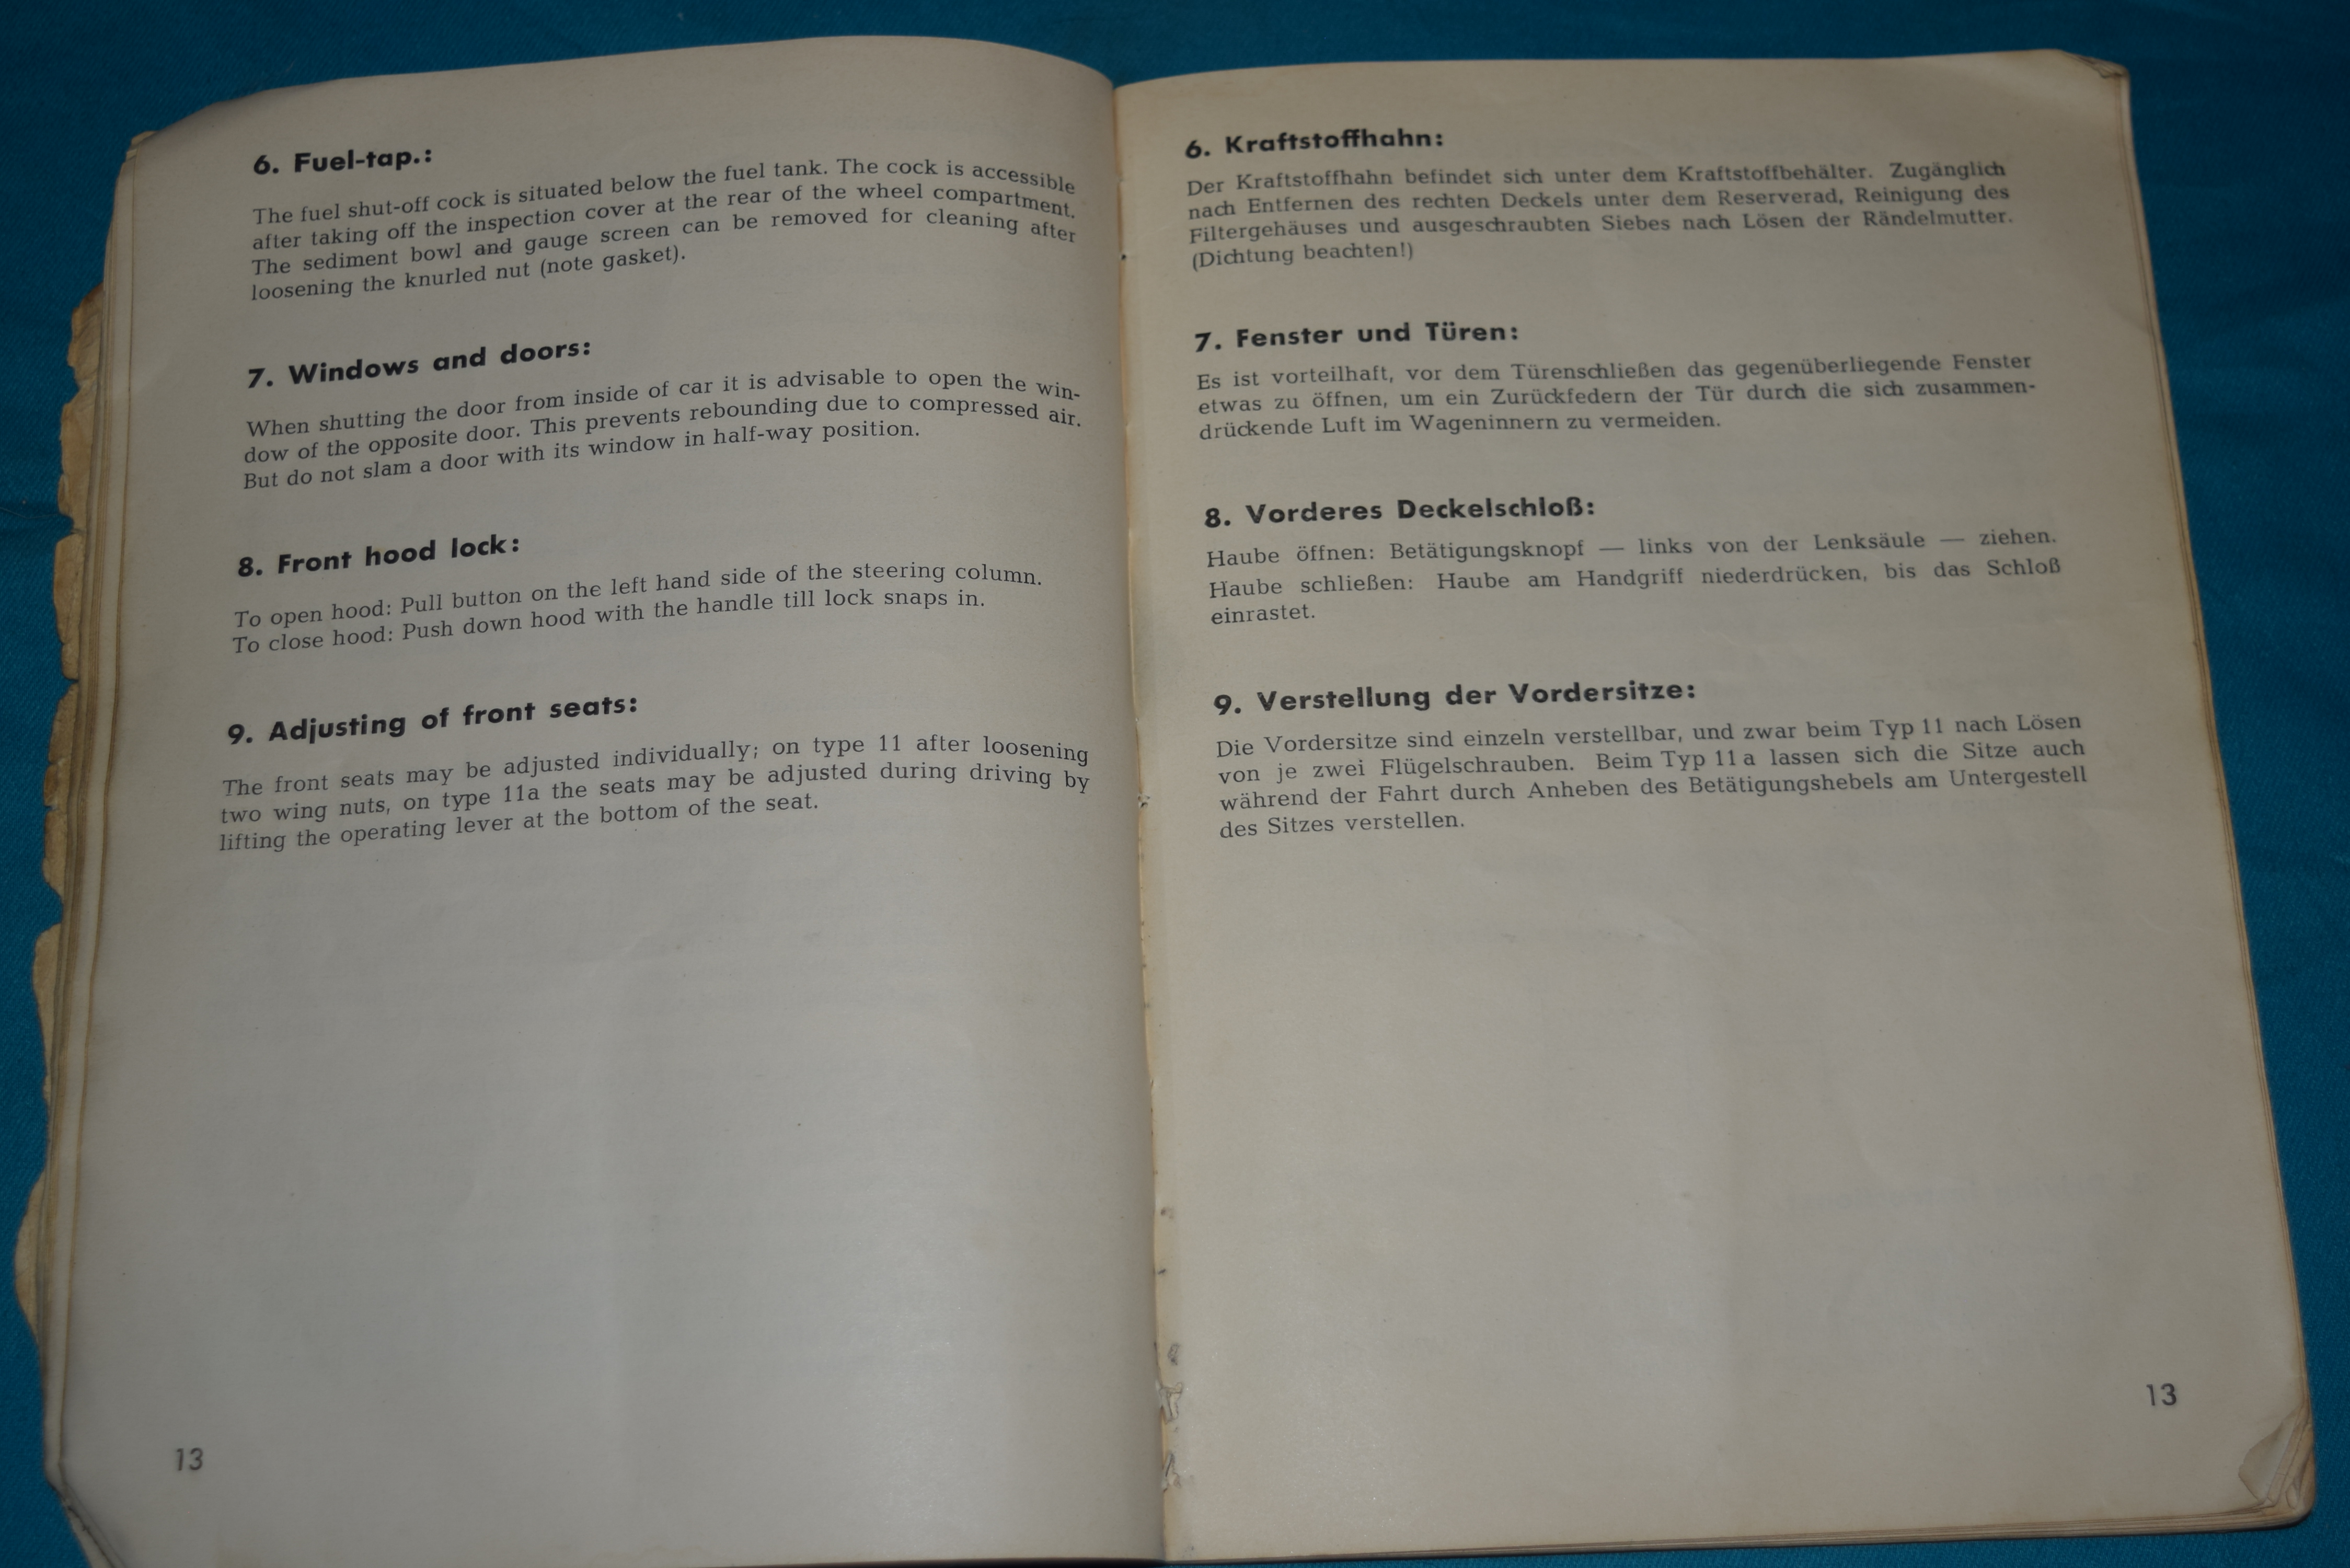 6. Fuel-tap.:
The fuel shut-off cock is situated below the fuel tank. The cock is accessible
after taking off the inspection cover at the rear of the wheel compartment.
The sediment bowl and gauge screen can be removed for cleaning after
loosening the knurled nut (note gasket).
7. Windows and doors:
When shutting the door from inside of car it is advisable to open the win-
dow of the opposite door. This prevents rebounding due to compressed air.
But do not slam a door with its window in half-way position.
8. Front hood lock:
To open hood: Pull button on the left hand side of the steering column.
To close hood: Push down hood with the handle till lock snaps in.
9. Adjusting of front seats:
The front seats may be adjusted individually; on type 11 after loosening
two wing nuts, on type 11a the seats may be adjusted during driving by
lifting the operating lever at the bottom of the seat.
13
6. Kraftstoffhahn:
Der Kraftstoffhahn befindet sich unter dem Kraftstoffbehälter. Zugänglich
nach Entfernen des rechten Deckels unter dem Reserverad, Reinigung des
Filtergehäuses und ausgeschraubten Siebes nach Lösen der Rändelmutter.
(Dichtung beachten!)
7. Fenster und Türen:
Es ist vorteilhaft, vor dem Türenschließen das gegenüberliegende Fenster
etwas zu öffnen, um ein Zurückfedern der Tür durch die sich zusammen-
drückende Luft im Wageninnern zu vermeiden.
8. Vorderes Deckelschloß:
Haube öffnen: Betätigungsknopf — links von der Lenksäule — ziehen.
Haube schließen: Haube am Handgriff niederdrücken, bis das Schloß
einrastet.
9. Verstellung der Vordersitze:
Die Vordersitze sind einzeln verstellbar, und zwar beim Typ 11 nach Lösen
von je zwei Flügelschrauben. Beim Typ 11 a lassen sich die Sitze auch
während der Fahrt durch Anheben des Betätigungshebels am Untergestell
des Sitzes verstellen.
13